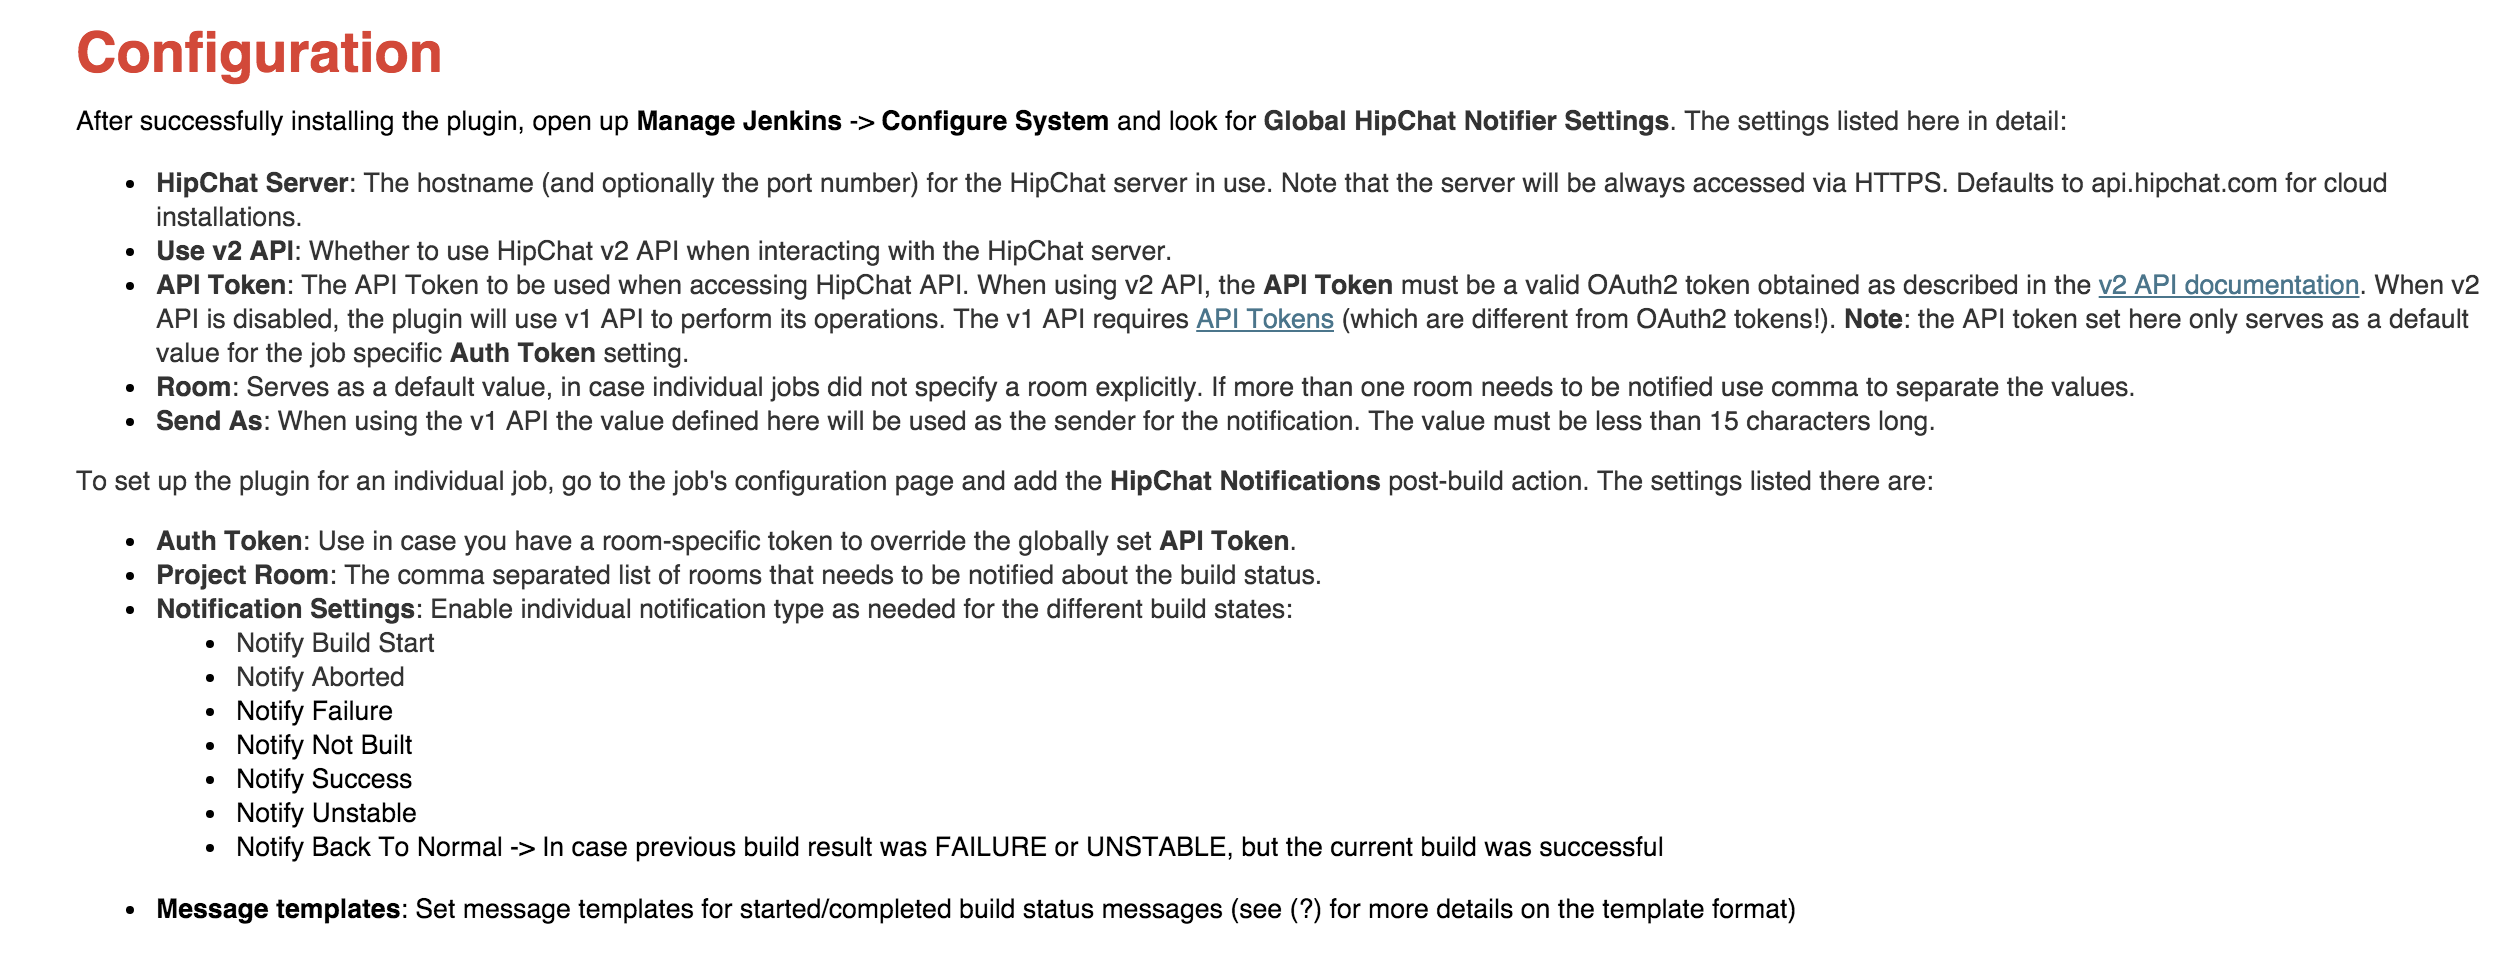 Configuration
After successfully installing the plugin, open up Manage Jenkins -> Configure System and look for Global HipChat Notifier Settings. The settings listed here in detail:
• HipChat Server: The hostname (and optionally the port number) for the HipChat server in use. Note that the server will be always accessed via HTTPS. Defaults to api.hipchat.com for cloud
installations.
• Use v2 API: Whether to use HipChat v2 API when interacting with the HipChat server.
• API Token: The API Token to be used when accessing HipChat API. When using v2 API, the API Token must be a valid OAuth2 token obtained as described in the v2 API documentation. When v2
API is disabled, the plugin will use v1 API to perform its operations. The v1 API requires API Tokens (which are different from OAuth2 tokens!). Note: the API token set here only serves as a default
value for the job specific Auth Token setting.
• Room: Serves as a default value, in case individual jobs did not specify a room explicitly. If more than one room needs to be notified use comma to separate the values.
• Send As: When using the v1 API the value defined here will be used as the sender for the notification. The value must be less than 15 characters long.
To set up the plugin for an individual job, go to the job's configuration page and add the HipChat Notifications post-build action. The settings listed there are:
• Auth Token: Use in case you have a room-specific token to override the globally set API Token.
• Project Room: The comma separated list of rooms that needs to be notified about the build status.
• Notification Settings: Enable individual notification type as needed for the different build states:
• Notify Build Start
• Notify Aborted
• Notify Failure
• Notify Not Built
• Notify Success
• Notify Unstable
• Notify Back To Normal -> In case previous build result was FAILURE or UNSTABLE, but the current build was successful
• Message templates: Set message templates for started/completed build status messages (see (?) for more details on the template format)